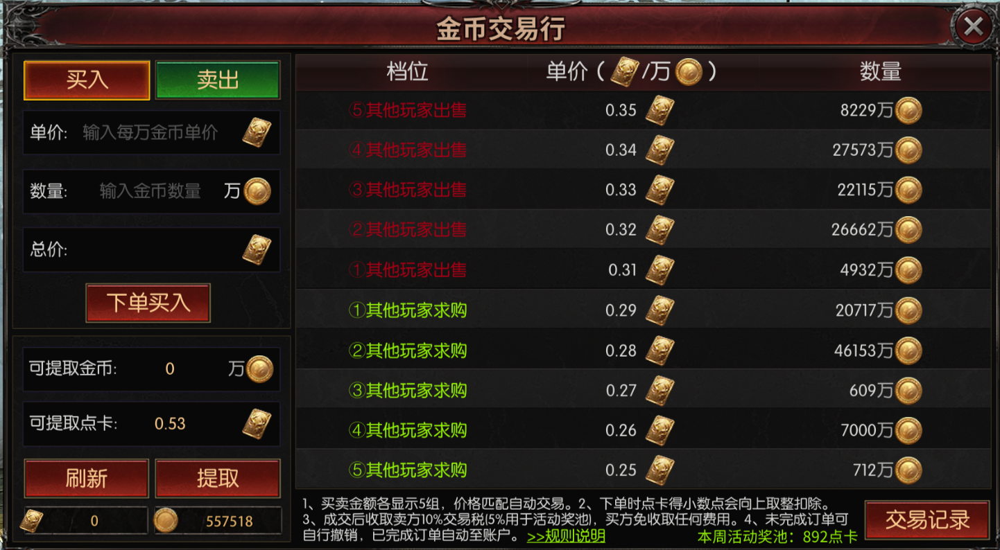 金币交易行
买入 卖出
单价: 输入每万金币单价
数量: 输入金币数量 万
总价:
下单买入
可提取金币: 0 万
可提取点卡: 0.53
刷新 提取
0 557518
档位 单价 ( /万 ) 数量
⑤其他玩家出售 0.35 8229万
④其他玩家出售 0.34 27573万
③其他玩家出售 0.33 22115万
②其他玩家出售 0.32 26662万
①其他玩家出售 0.31 4932万
①其他玩家求购 0.29 20717万
②其他玩家求购 0.28 46153万
③其他玩家求购 0.27 609万
④其他玩家求购 0.26 7000万
⑤其他玩家求购 0.25 712万
1、买卖金额各显示5组，价格匹配自动交易。2、下单时点卡得小数点会向上取整扣除。
3、成交后收取卖方10%交易税(5%用于活动奖池)，买方免收取任何费用。4、未完成订单可
自行撤销，已完成订单自动至账户。 >>规则说明 本周活动奖池：892点卡
交易记录